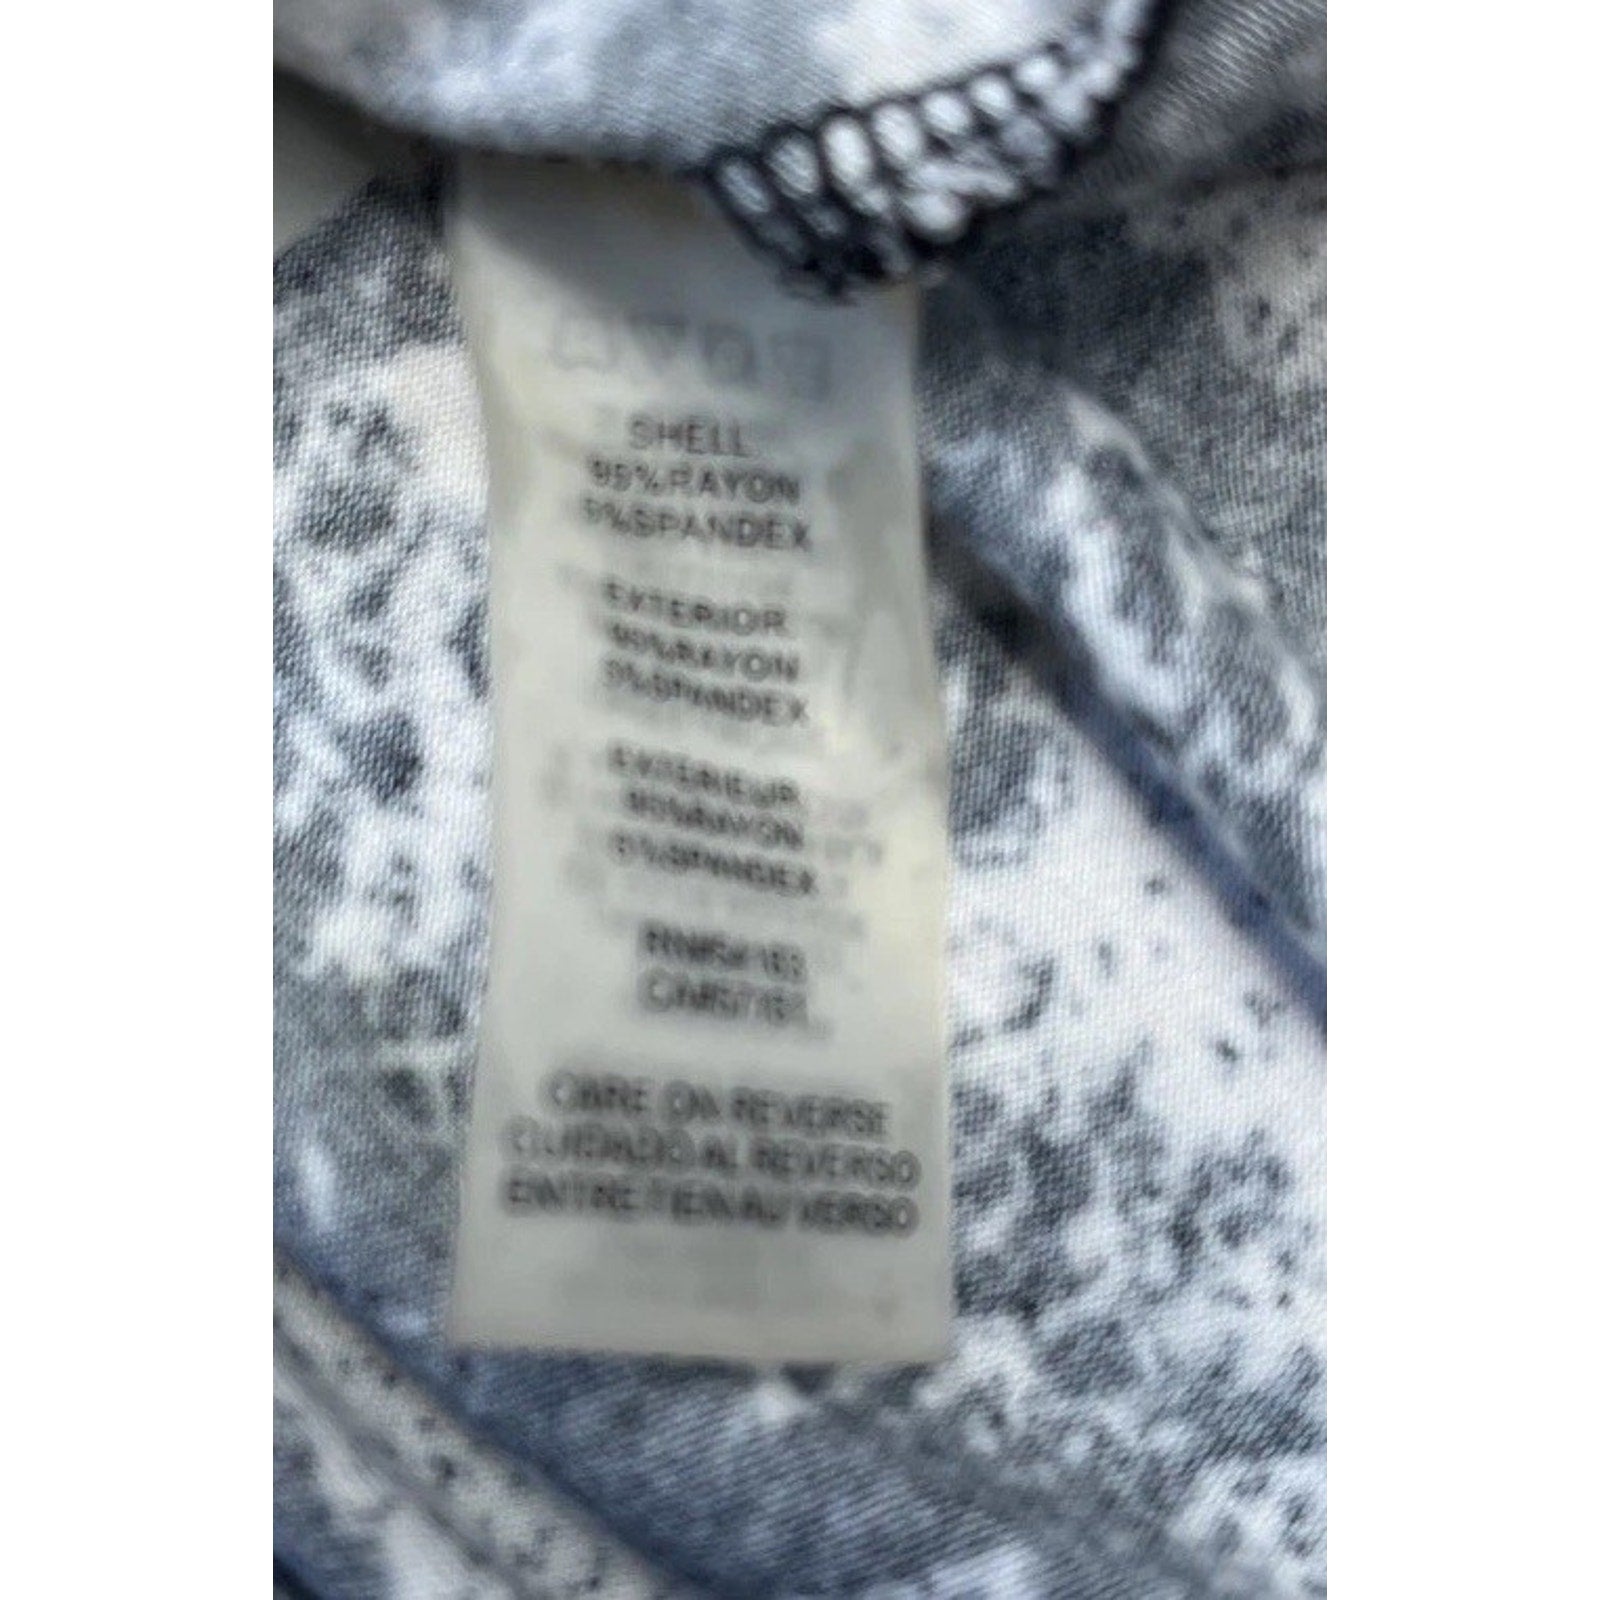 SHELL
95%RAYON
5%SPANDEX
EXTERIOR
95%RAYON
5%SPANDEX
EXTERIEUR
95%RAYON
5%SPANDEX
CARE ON REVERSE
CUIDADO AL REVERSO
ENTRETIEN AU VERSO